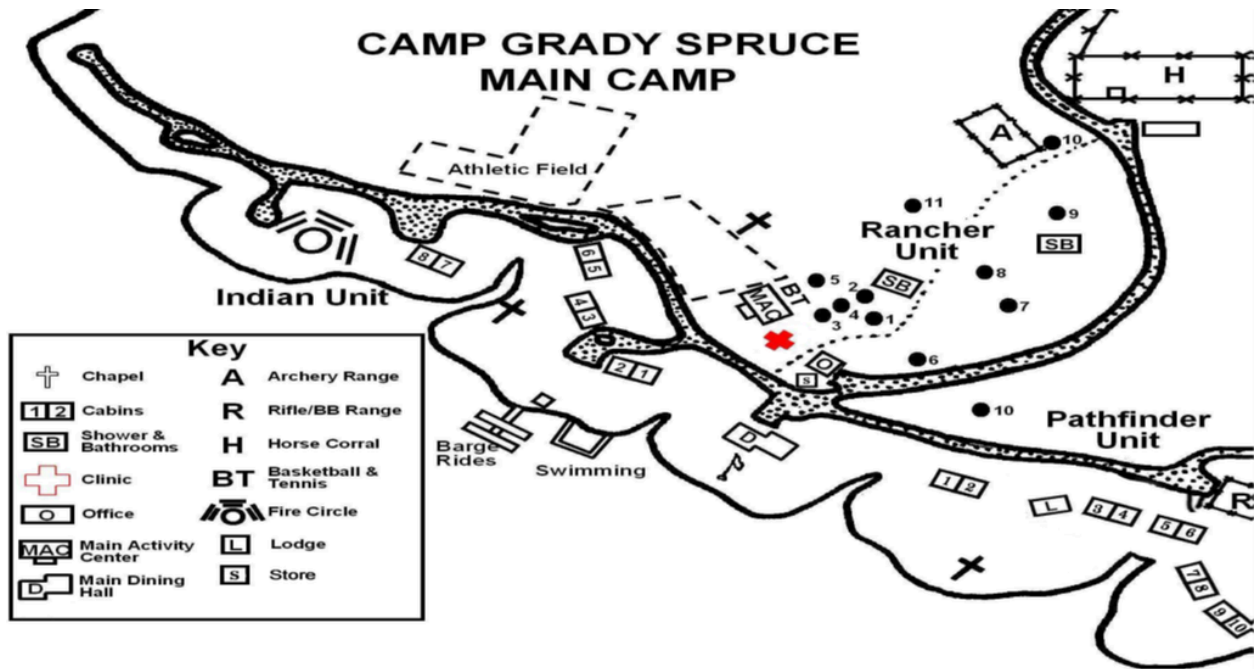 CAMP GRADY SPRUCE
MAIN CAMP
H
A
10
Athletic Field
11
9
Rancher
Unit
SB
8 7
6 5
5
BT
MAC
2
SB
8
7
4
3
1
Indian Unit
4 3
6
O
S
2 1
10
Pathfinder
Unit
Barge
Rides
Swimming
D
1 2
L
3 4
5 6
R
7
8
9 10
Key
Chapel
A Archery Range
1 2 Cabins
R Rifle/BB Range
SB Shower &
Bathrooms
H Horse Corral
Clinic
BT Basketball &
Tennis
O Office
Fire Circle
MAC Main Activity
Center
L Lodge
D Main Dining
Hall
S Store